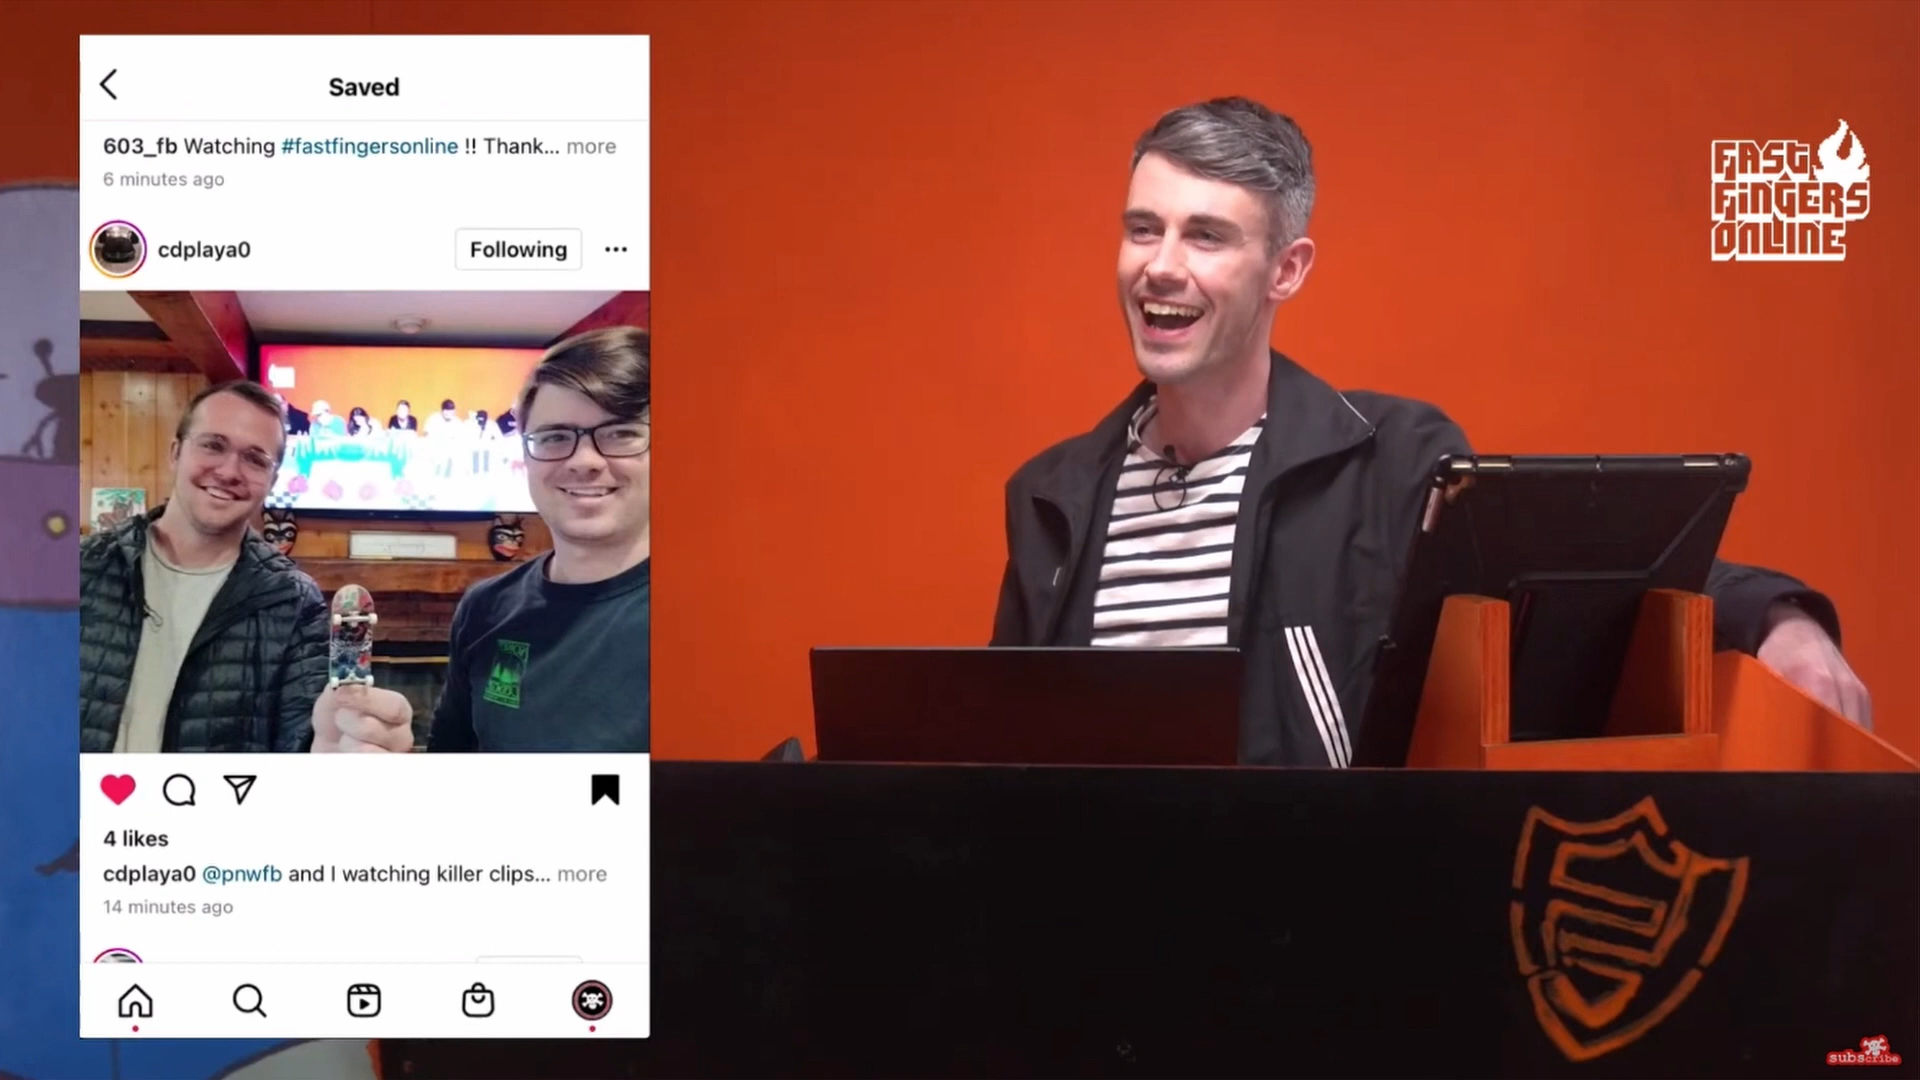 Saved
603_fb Watching #fastfingersonline !! Thank... more
6 minutes ago
cdplaya0
Following
4 likes
cdplaya0 @pnwfb and I watching killer clips... more
14 minutes ago
FAST
FINGERS
ONLINE
subscribe